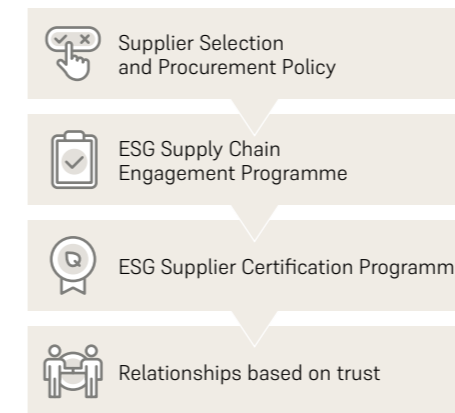 Supplier Selection
and Procurement Policy
ESG Supply Chain
Engagement Programme
ESG Supplier Certification Programm
Relationships based on trust